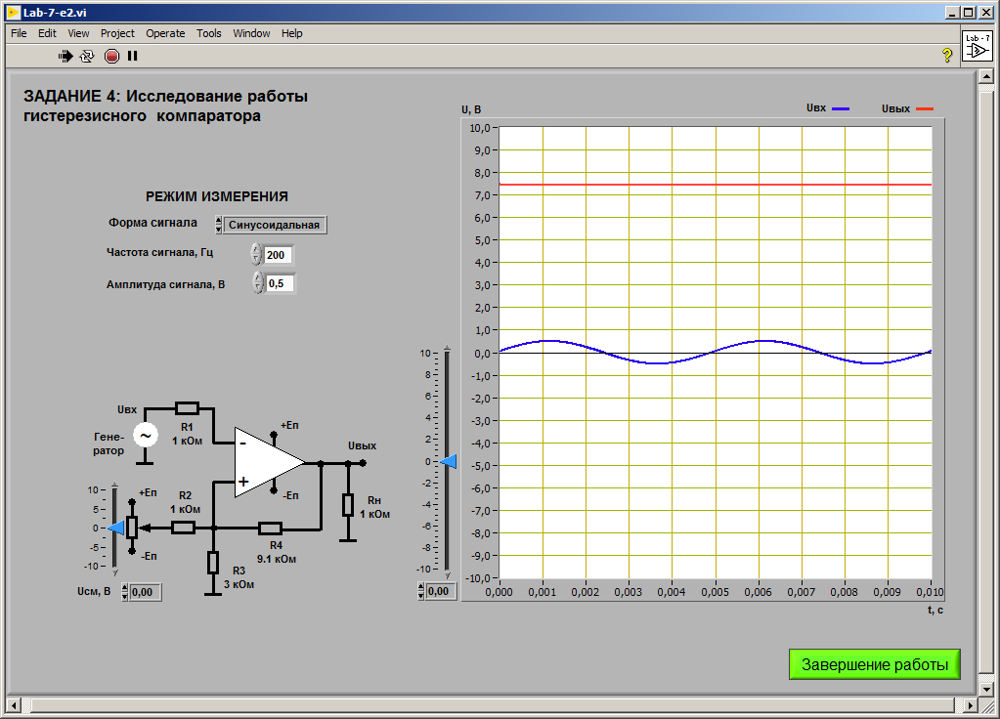 Lab-7-e2.vi
File Edit View Project Operate Tools Window Help
Lab - 7
ЗАДАНИЕ 4: Исследование работы
гистерезисного компаратора
РЕЖИМ ИЗМЕРЕНИЯ
Форма сигнала Синусоидальная
Частота сигнала, Гц 200
Амплитуда сигнала, В 0,5
Uвх
Гене-
ратор
R1
1 кОм
-
+
~
+Еп
-Еп
Uвых
Rн
1 кОм
R2
1 кОм
+Еп
-Еп
R4
9.1 кОм
R3
3 кОм
10
5
0
-5
-10
Uсм, В 0,00
10
8
6
4
2
0
-2
-4
-6
-8
-10
0,00
U, В
Uвх Uвых
10,0
9,0
8,0
7,0
6,0
5,0
4,0
3,0
2,0
1,0
0,0
-1,0
-2,0
-3,0
-4,0
-5,0
-6,0
-7,0
-8,0
-9,0
-10,0
0,000 0,001 0,002 0,003 0,004 0,005 0,006 0,007 0,008 0,009 0,010
t, с
Завершение работы